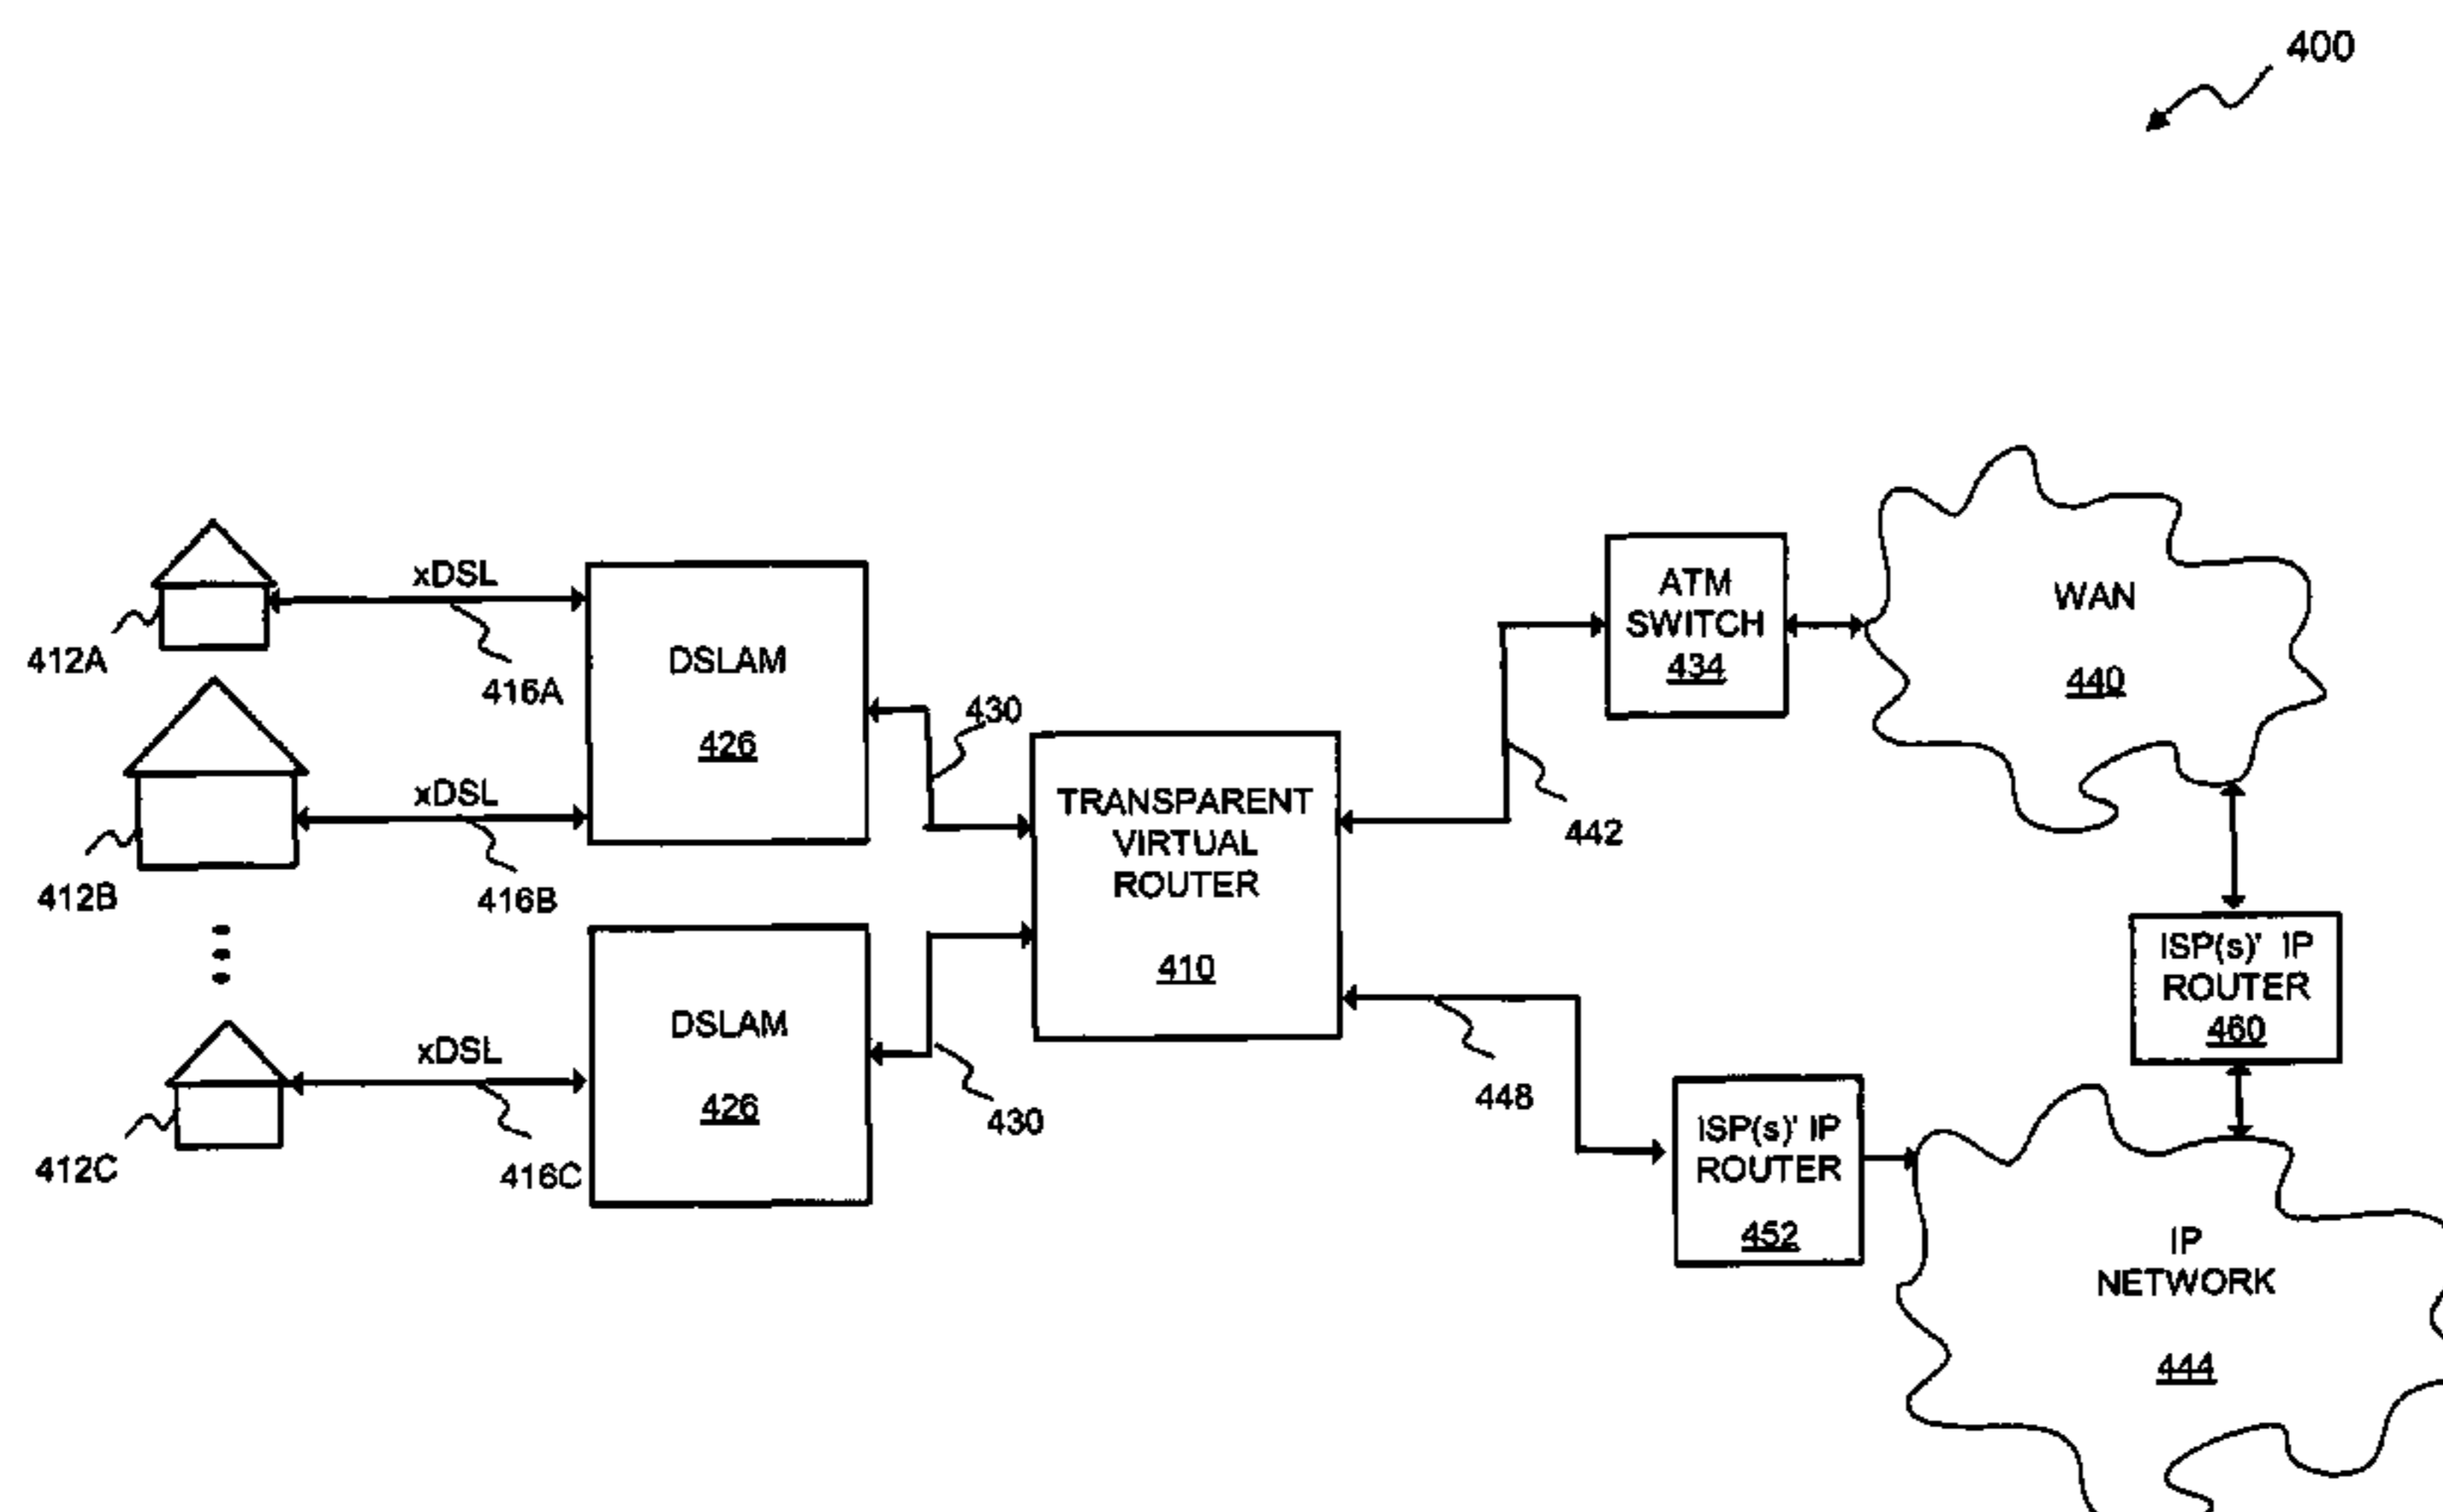 400
xDSL
412A
416A
DSLAM
426
430
xDSL
412B
416B
TRANSPARENT
VIRTUAL
ROUTER
410
442
ATM
SWITCH
434
WAN
440
xDSL
412C
416C
DSLAM
426
430
448
ISP(s)' IP
ROUTER
460
ISP(s)' IP
ROUTER
452
IP
NETWORK
444